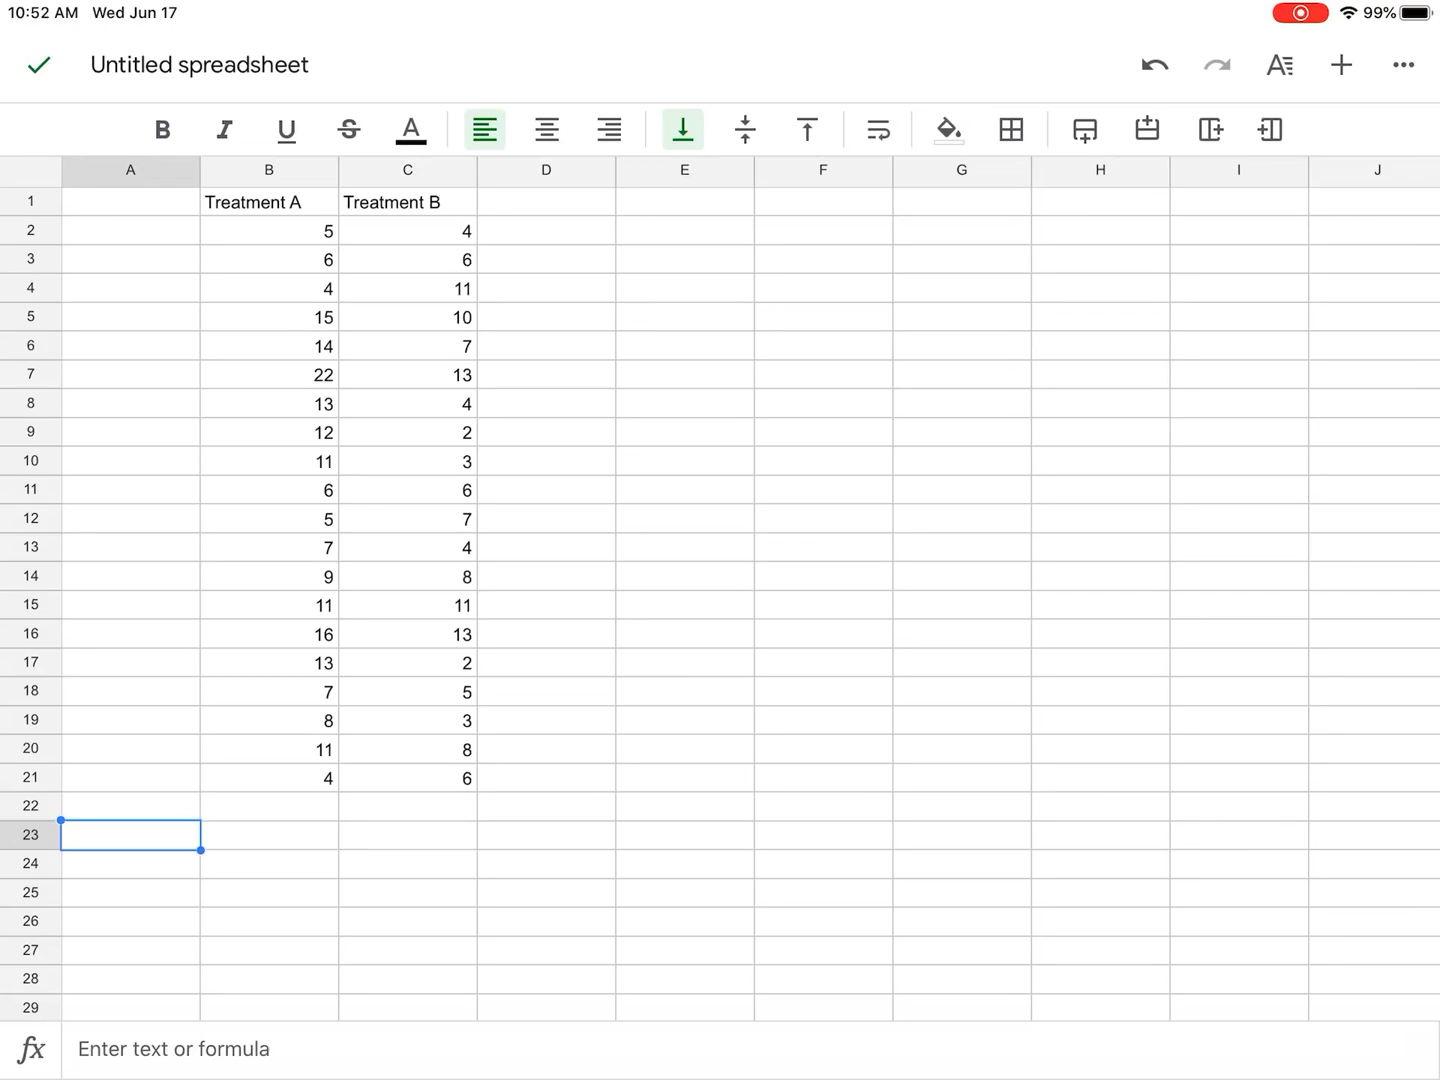 10:52 AM Wed Jun 17 99%
Untitled spreadsheet
B I U S A
A B C D E F G H I J
1 Treatment A Treatment B
2 5 4
3 6 6
4 4 11
5 15 10
6 14 7
7 22 13
8 13 4
9 12 2
10 11 3
11 6 6
12 5 7
13 7 4
14 9 8
15 11 11
16 16 13
17 13 2
18 7 5
19 8 3
20 11 8
21 4 6
22
23
24
25
26
27
28
29
fx Enter text or formula